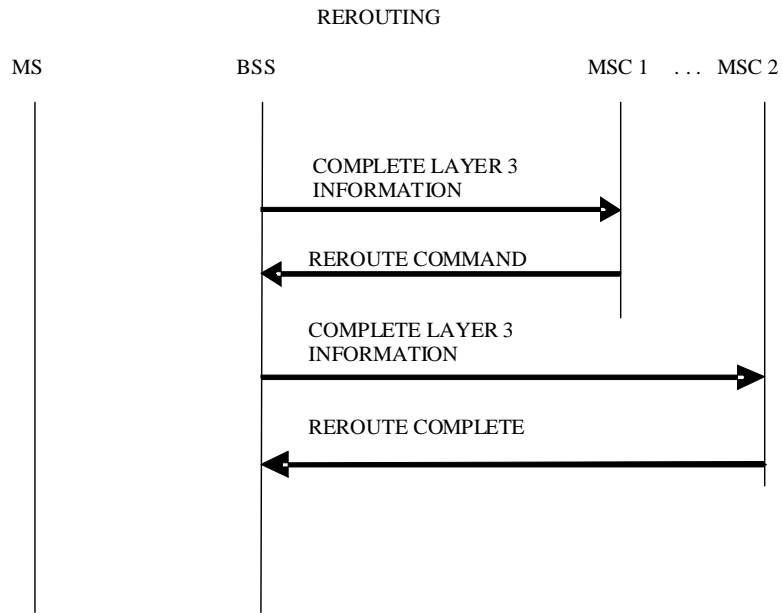 REROUTING
MS BSS MSC 1 . . . MSC 2
COMPLETE LAYER 3
INFORMATION
REROUTE COMMAND
COMPLETE LAYER 3
INFORMATION
REROUTE COMPLETE